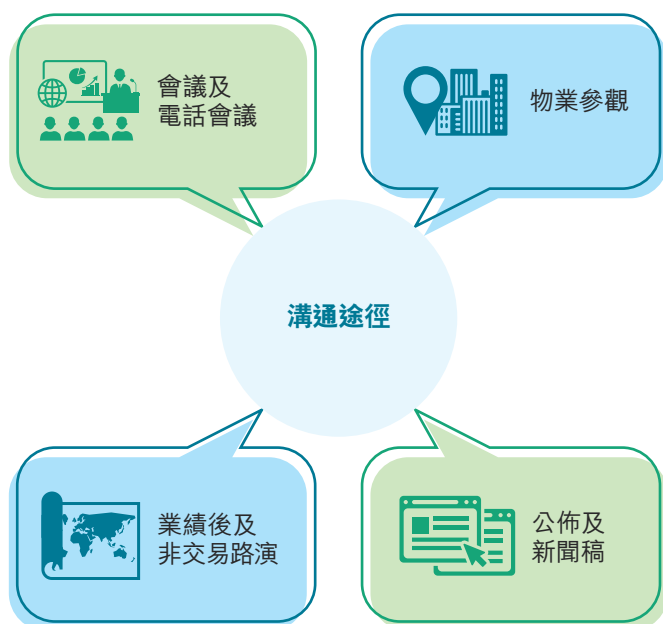 會議及
電話會議
物業參觀
溝通途徑
業績後及
非交易路演
公佈及
新聞稿